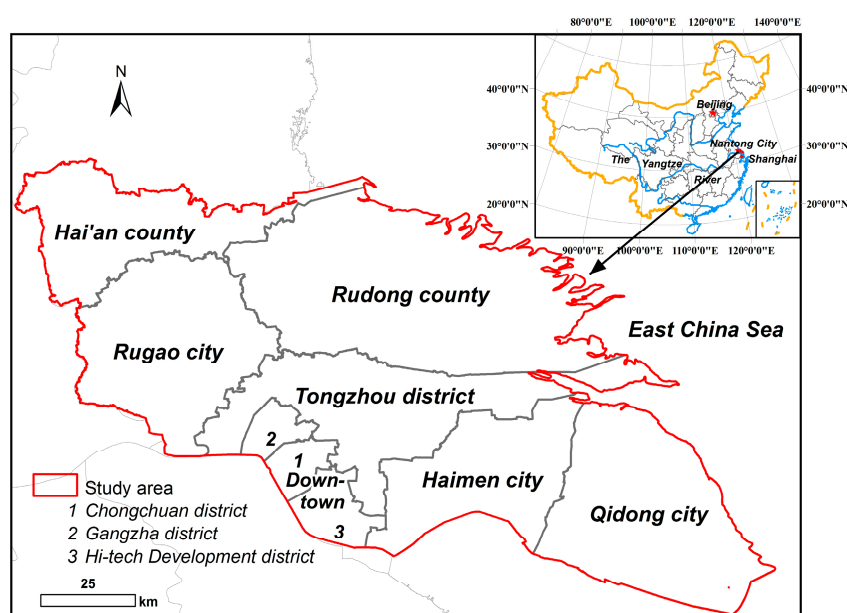 80°0'0"E 100°0'0"E 120°0'0"E 140°0'0"E
N
40°0'0"N
40°0'0"N
Beijing
30°0'0"N
Nantong City
30°0'0"N
The Yangtze River
Shanghai
20°0'0"N
20°0'0"N
90°0'0"E 100°0'0"E 110°0'0"E 120°0'0"E
Hai'an county
Rudong county
East China Sea
Rugao city
Tongzhou district
2
1
Down-
town
Haimen city
Qidong city
3
Study area
1 Chongchuan district
2 Gangzha district
3 Hi-tech Development district
25
km